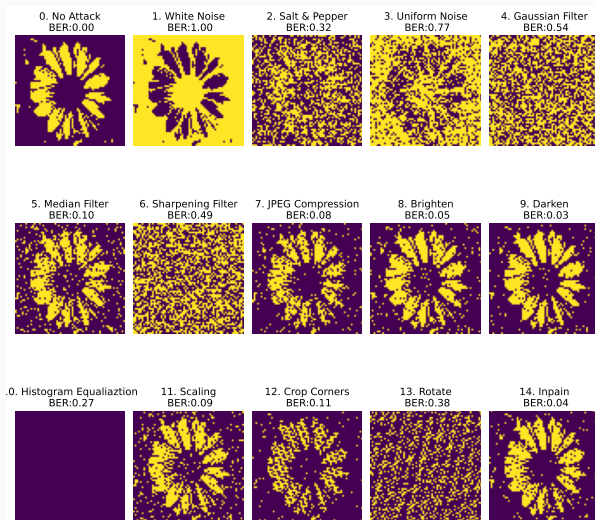 0. No Attack
BER:0.00
1. White Noise
BER:1.00
2. Salt & Pepper
BER:0.32
3. Uniform Noise
BER:0.77
4. Gaussian Filter
BER:0.54
5. Median Filter
BER:0.10
6. Sharpening Filter
BER:0.49
7. JPEG Compression
BER:0.08
8. Brighten
BER:0.05
9. Darken
BER:0.03
.0. Histogram Equaliaztion
BER:0.27
11. Scaling
BER:0.09
12. Crop Corners
BER:0.11
13. Rotate
BER:0.38
14. Inpain
BER:0.04